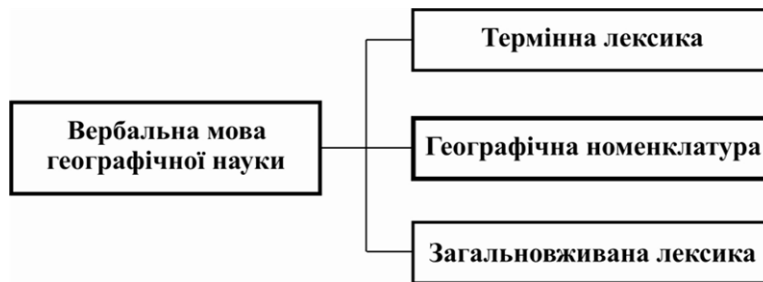 Термінна лексика
Вербальна мова
географічної науки
Географічна номенклатура
Загальновживана лексика